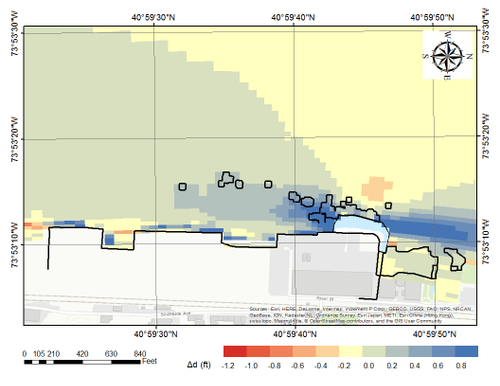 40°59'30"N 40°59'40"N 40°59'50"N
73°53'30"W 73°53'30"W
73°53'20"W 73°53'20"W
73°53'10"W 73°53'10"W
W
S N
E
Sources: Esri, HERE, DeLorme, Intermap, increment P Corp., GEBCO, USGS, FAO, NPS, NRCAN,
GeoBase, IGN, Kadaster NL, Ordnance Survey, Esri Japan, METI, Esri China (Hong Kong),
swisstopo, MapmyIndia, © OpenStreetMap contributors, and the GIS User Community
40°59'30"N 40°59'40"N 40°59'50"N
0 105 210 420 630 840
Feet
Δd (ft)
-1.2 -1.0 -0.8 -0.6 -0.4 -0.2 0.0 0.2 0.4 0.6 0.8